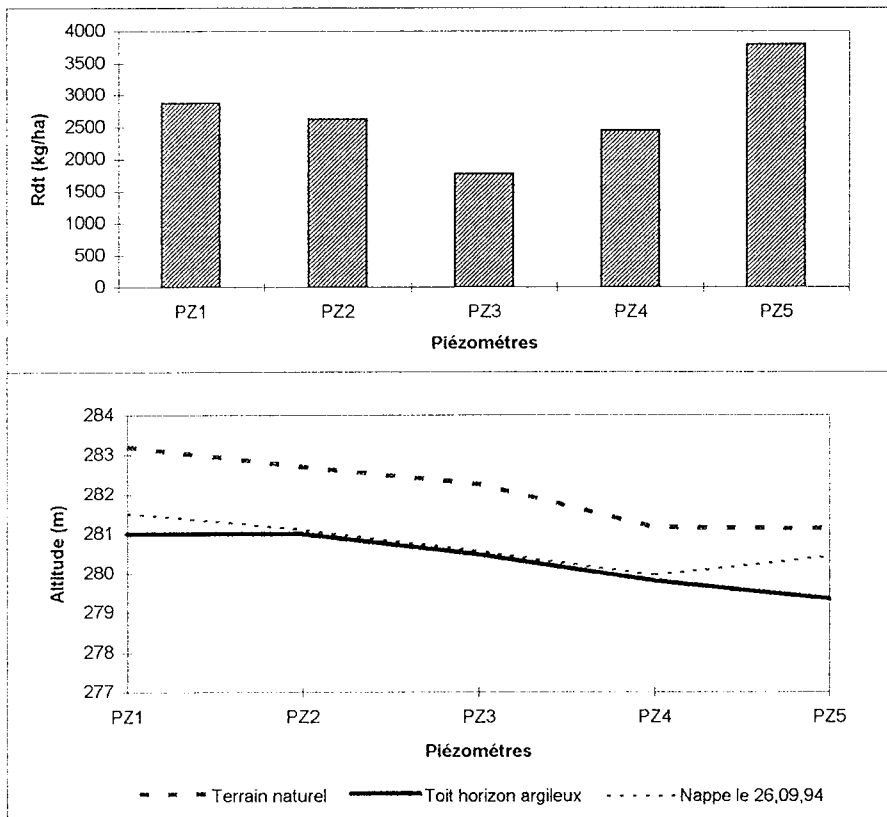 4000
3500
3000
2500
2000
1500
1000
500
0
Rdt (kg/ha)
PZ1 PZ2 PZ3 PZ4 PZ5
Piézométres
284
283
282
281
280
279
278
277
Altitude (m)
PZ1 PZ2 PZ3 PZ4 PZ5
Piézométres
Terrain naturel Toit horizon argileux Nappe le 26,09,94